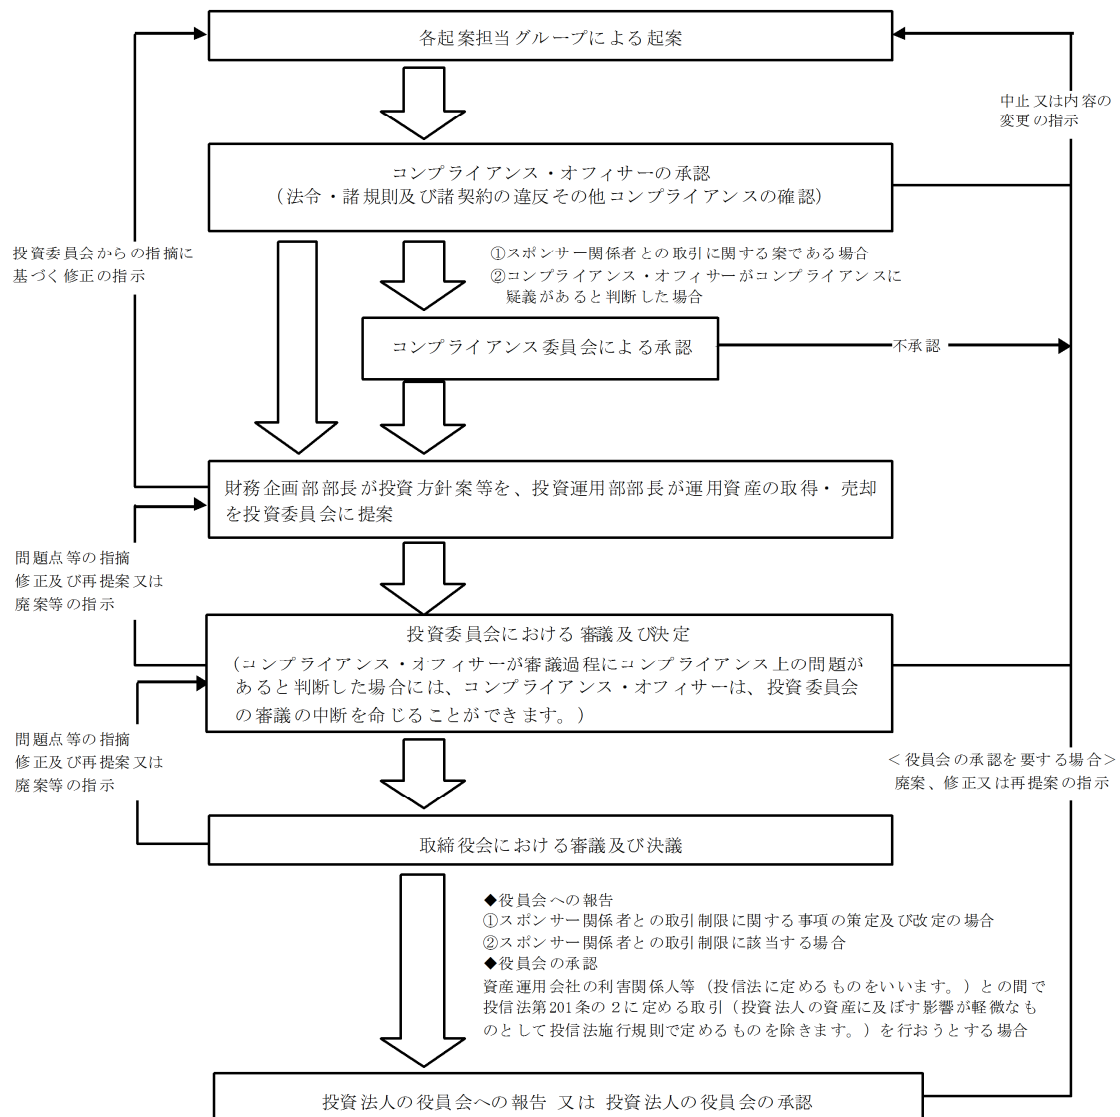 各起案担当グループによる起案
中止又は内容の
変更の指示
コンプライアンス・オフィサーの承認
（法令・諸規則及び諸契約の違反その他コンプライアンスの確認）
投資委員会からの指摘に
基づく修正の指示
①スポンサー関係者との取引に関する案である場合
②コンプライアンス・オフィサーがコンプライアンスに
疑義があると判断した場合
コンプライアンス委員会による承認
不承認
財務企画部部長が投資方針案等を、投資運用部部長が運用資産の取得・売却
を投資委員会に提案
問題点等の指摘
修正及び再提案又は
廃案等の指示
投資委員会における審議及び決定
（コンプライアンス・オフィサーが審議過程にコンプライアンス上の問題が
あると判断した場合には、コンプライアンス・オフィサーは、投資委員会
の審議の中断を命じることができます。）
問題点等の指摘
修正及び再提案又は
廃案等の指示
＜役員会の承認を要する場合＞
廃案、修正又は再提案の指示
取締役会における審議及び決議
◆役員会への報告
①スポンサー関係者との取引制限に関する事項の策定及び改定の場合
②スポンサー関係者との取引制限に該当する場合
◆役員会の承認
資産運用会社の利害関係人等（投信法に定めるものをいいます。）との間で
投信法第201条の２に定める取引（投資法人の資産に及ぼす影響が軽微なも
のとして投信法施行規則で定めるものを除きます。）を行おうとする場合
投資法人の役員会への報告 又は 投資法人の役員会の承認